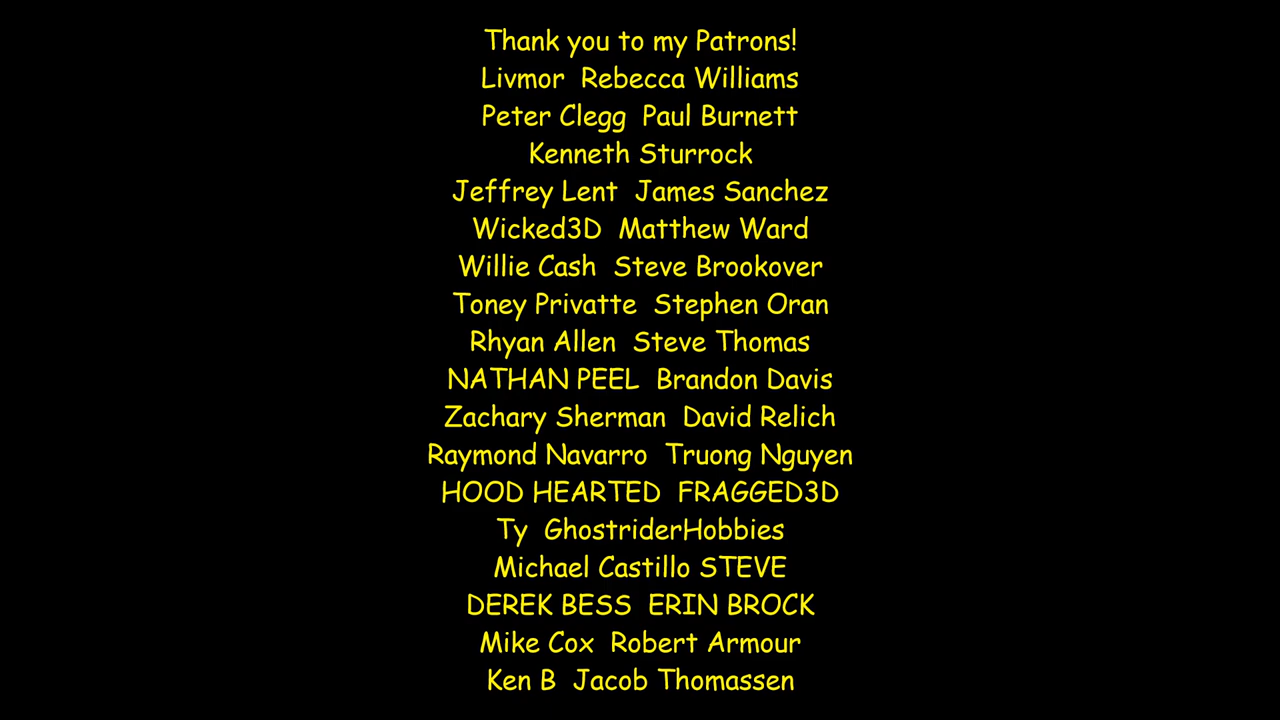 Thank you to my Patrons!
Livmor  Rebecca Williams
Peter Clegg  Paul Burnett
Kenneth Sturrock
Jeffrey Lent  James Sanchez
Wicked3D  Matthew Ward
Willie Cash  Steve Brookover
Toney Privatte  Stephen Oran
Rhyan Allen  Steve Thomas
NATHAN PEEL  Brandon Davis
Zachary Sherman  David Relich
Raymond Navarro  Truong Nguyen
HOOD HEARTED  FRAGGED3D
Ty  GhostriderHobbies
Michael Castillo STEVE
DEREK BESS  ERIN BROCK
Mike Cox  Robert Armour
Ken B  Jacob Thomassen